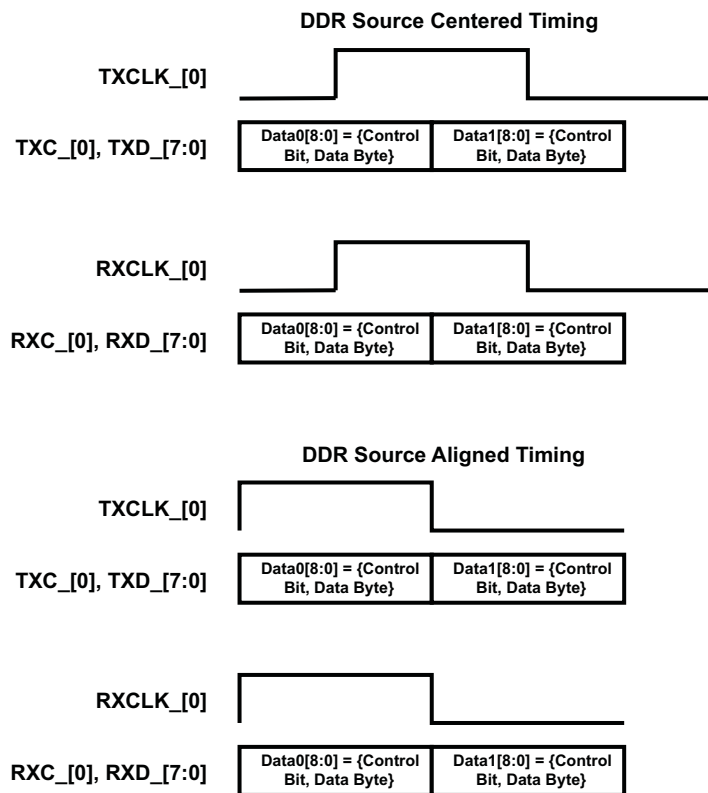 DDR Source Centered Timing
TXCLK_[0]
TXC_[0], TXD_[7:0]
Data0[8:0] = {Control
Bit, Data Byte}
Data1[8:0] = {Control
Bit, Data Byte}
RXCLK_[0]
RXC_[0], RXD_[7:0]
Data0[8:0] = {Control
Bit, Data Byte}
Data1[8:0] = {Control
Bit, Data Byte}
DDR Source Aligned Timing
TXCLK_[0]
TXC_[0], TXD_[7:0]
Data0[8:0] = {Control
Bit, Data Byte}
Data1[8:0] = {Control
Bit, Data Byte}
RXCLK_[0]
RXC_[0], RXD_[7:0]
Data0[8:0] = {Control
Bit, Data Byte}
Data1[8:0] = {Control
Bit, Data Byte}